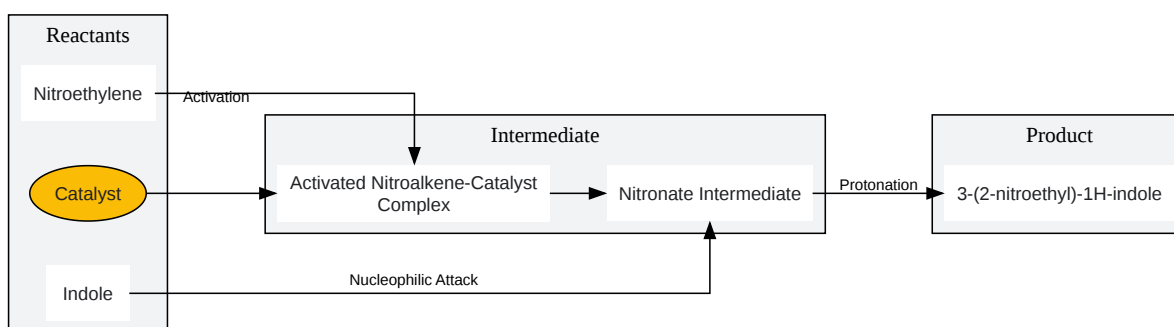 Reactants
Nitroethylene
Activation
Catalyst
Indole
Nucleophilic Attack
Intermediate
Activated Nitroalkene-Catalyst
Complex
Nitronate Intermediate
Protonation
Product
3-(2-nitroethyl)-1H-indole